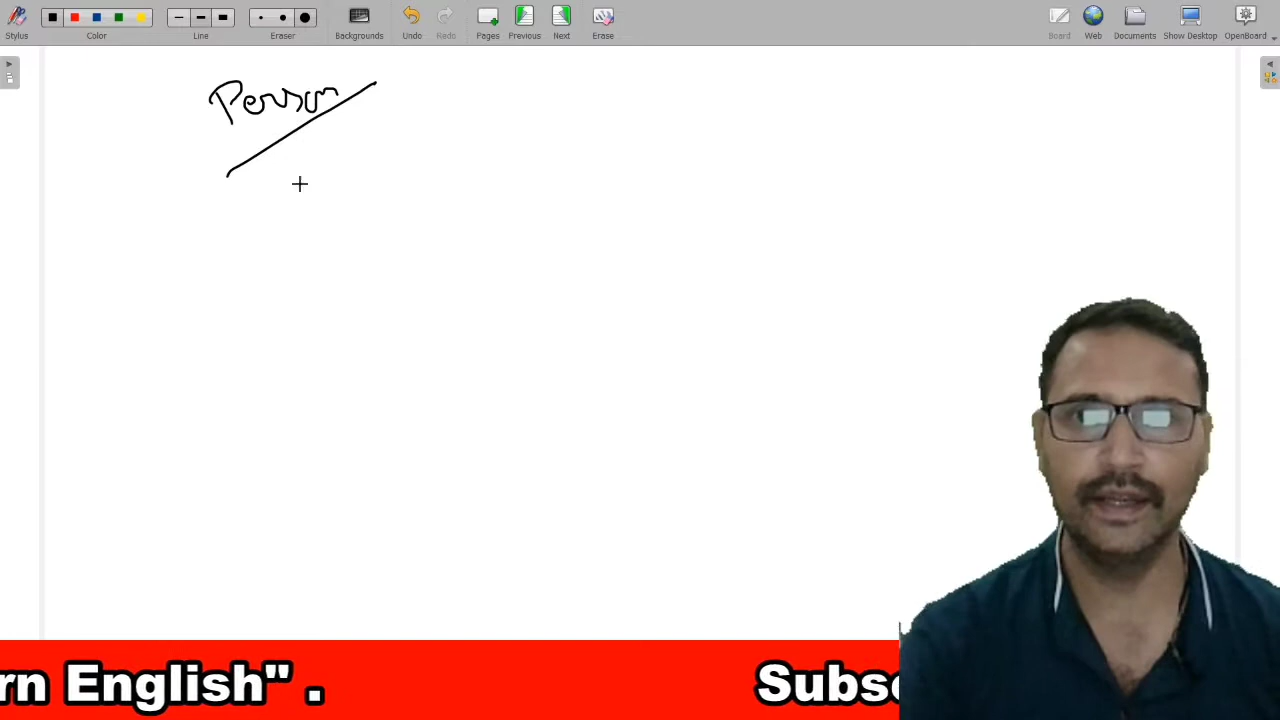 Stylus
Color
Line
Eraser
Backgrounds
Undo
Redo
Pages
Previous
Next
Erase
Board
Web
Documents
Show Desktop
OpenBoard
Person
rn English" .
Subs